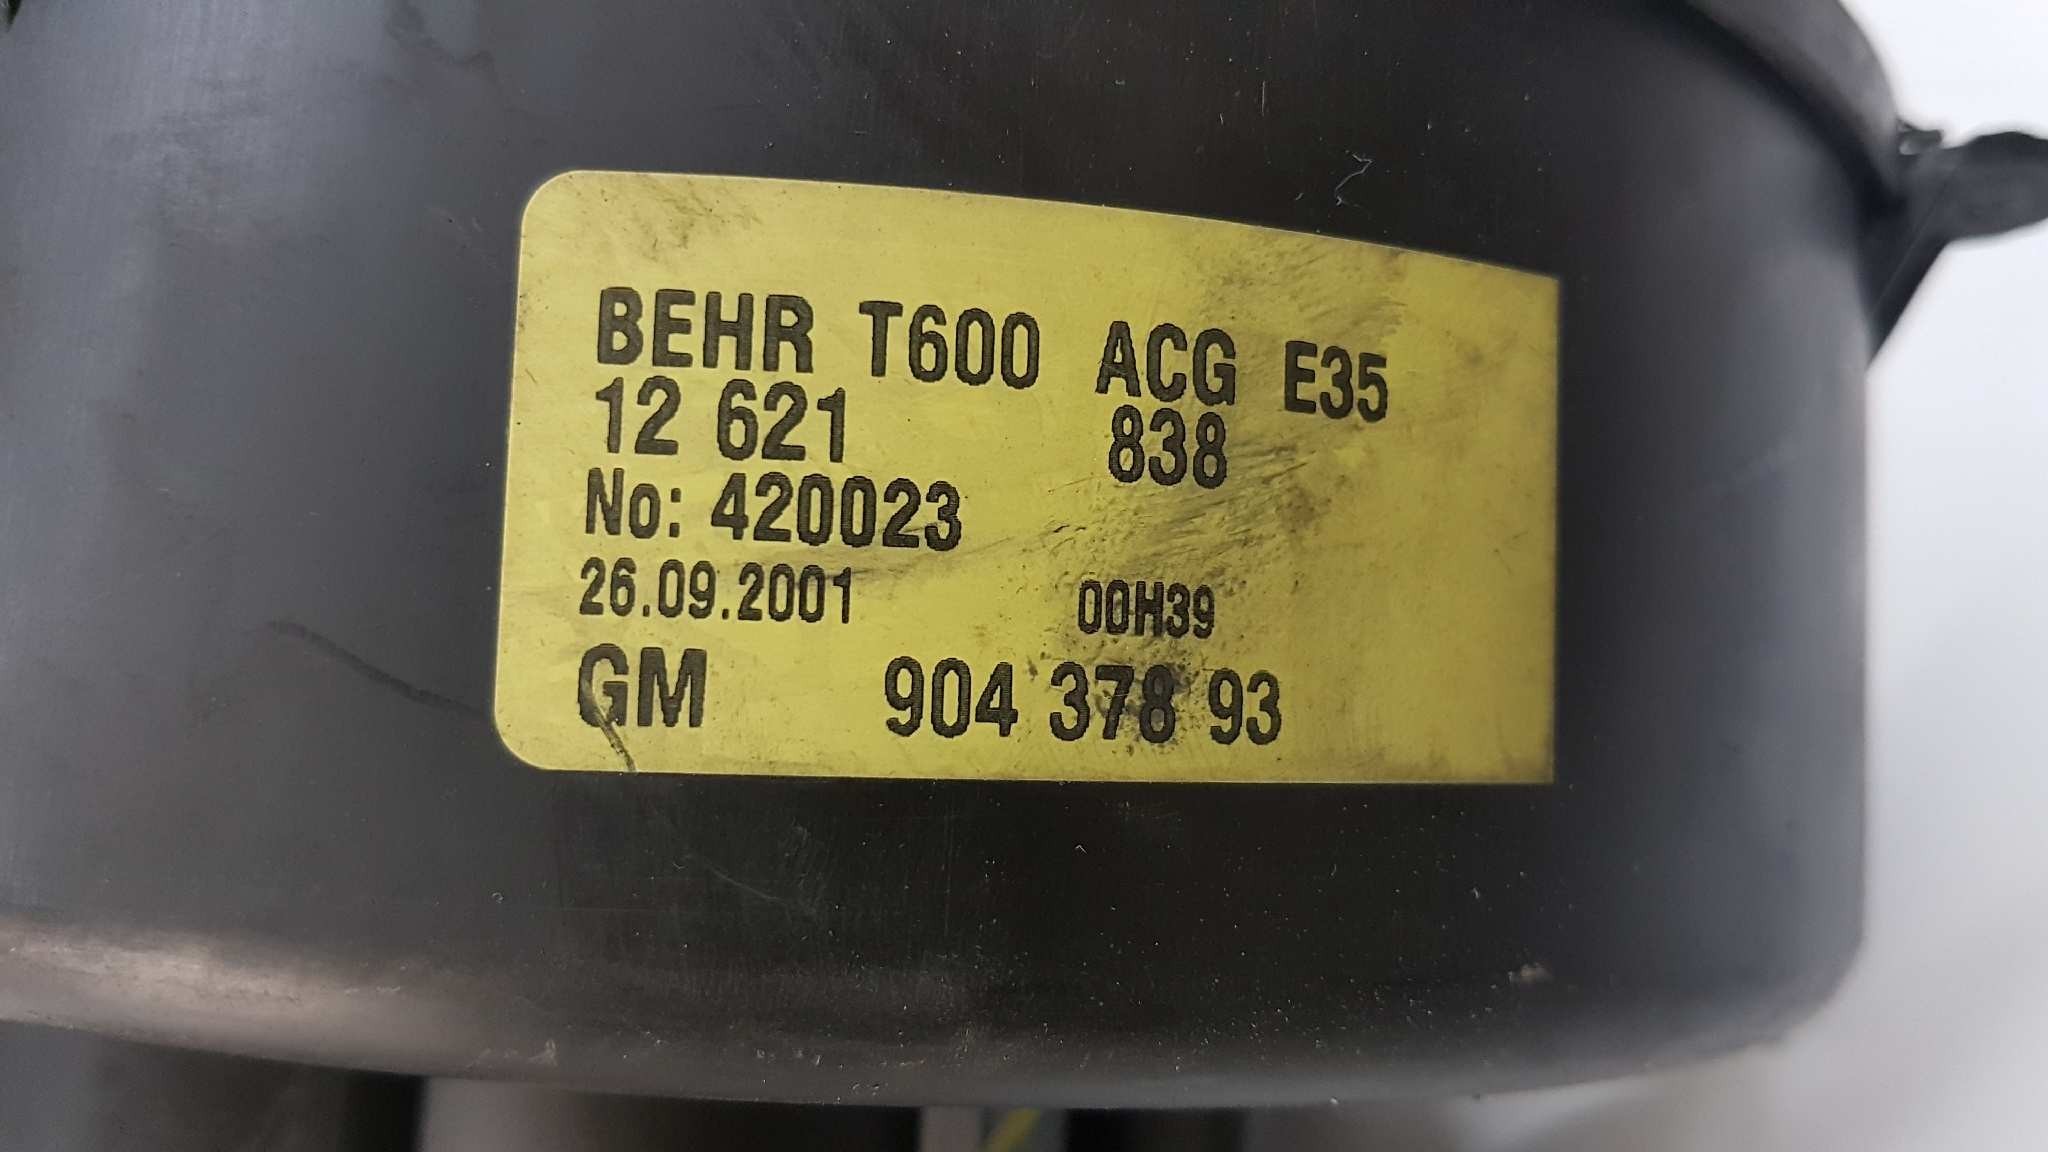 BEHR T600 ACG E35
12 621 838
No: 420023
26.09.2001 00H39
GM 904 378 93